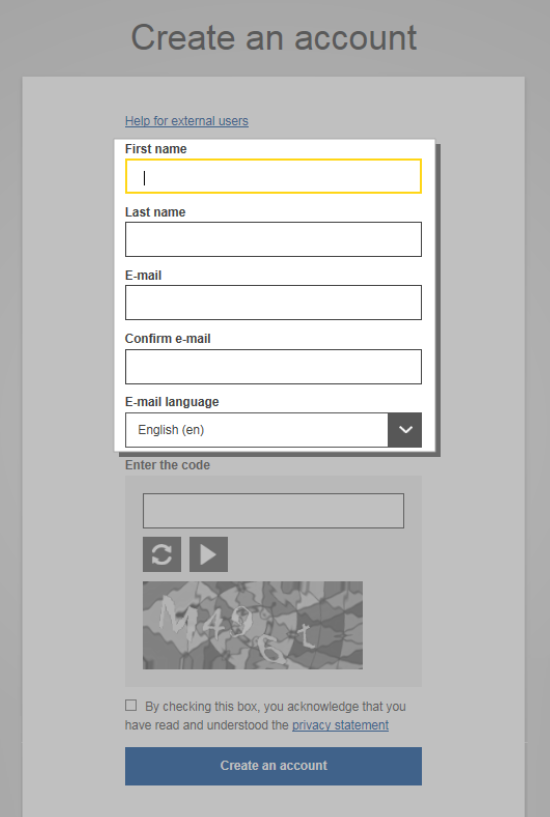 Create an account
Help for external users
First name
Last name
E-mail
Confirm e-mail
E-mail language
English (en)
Enter the code
By checking this box, you acknowledge that you
have read and understood the privacy statement
Create an account